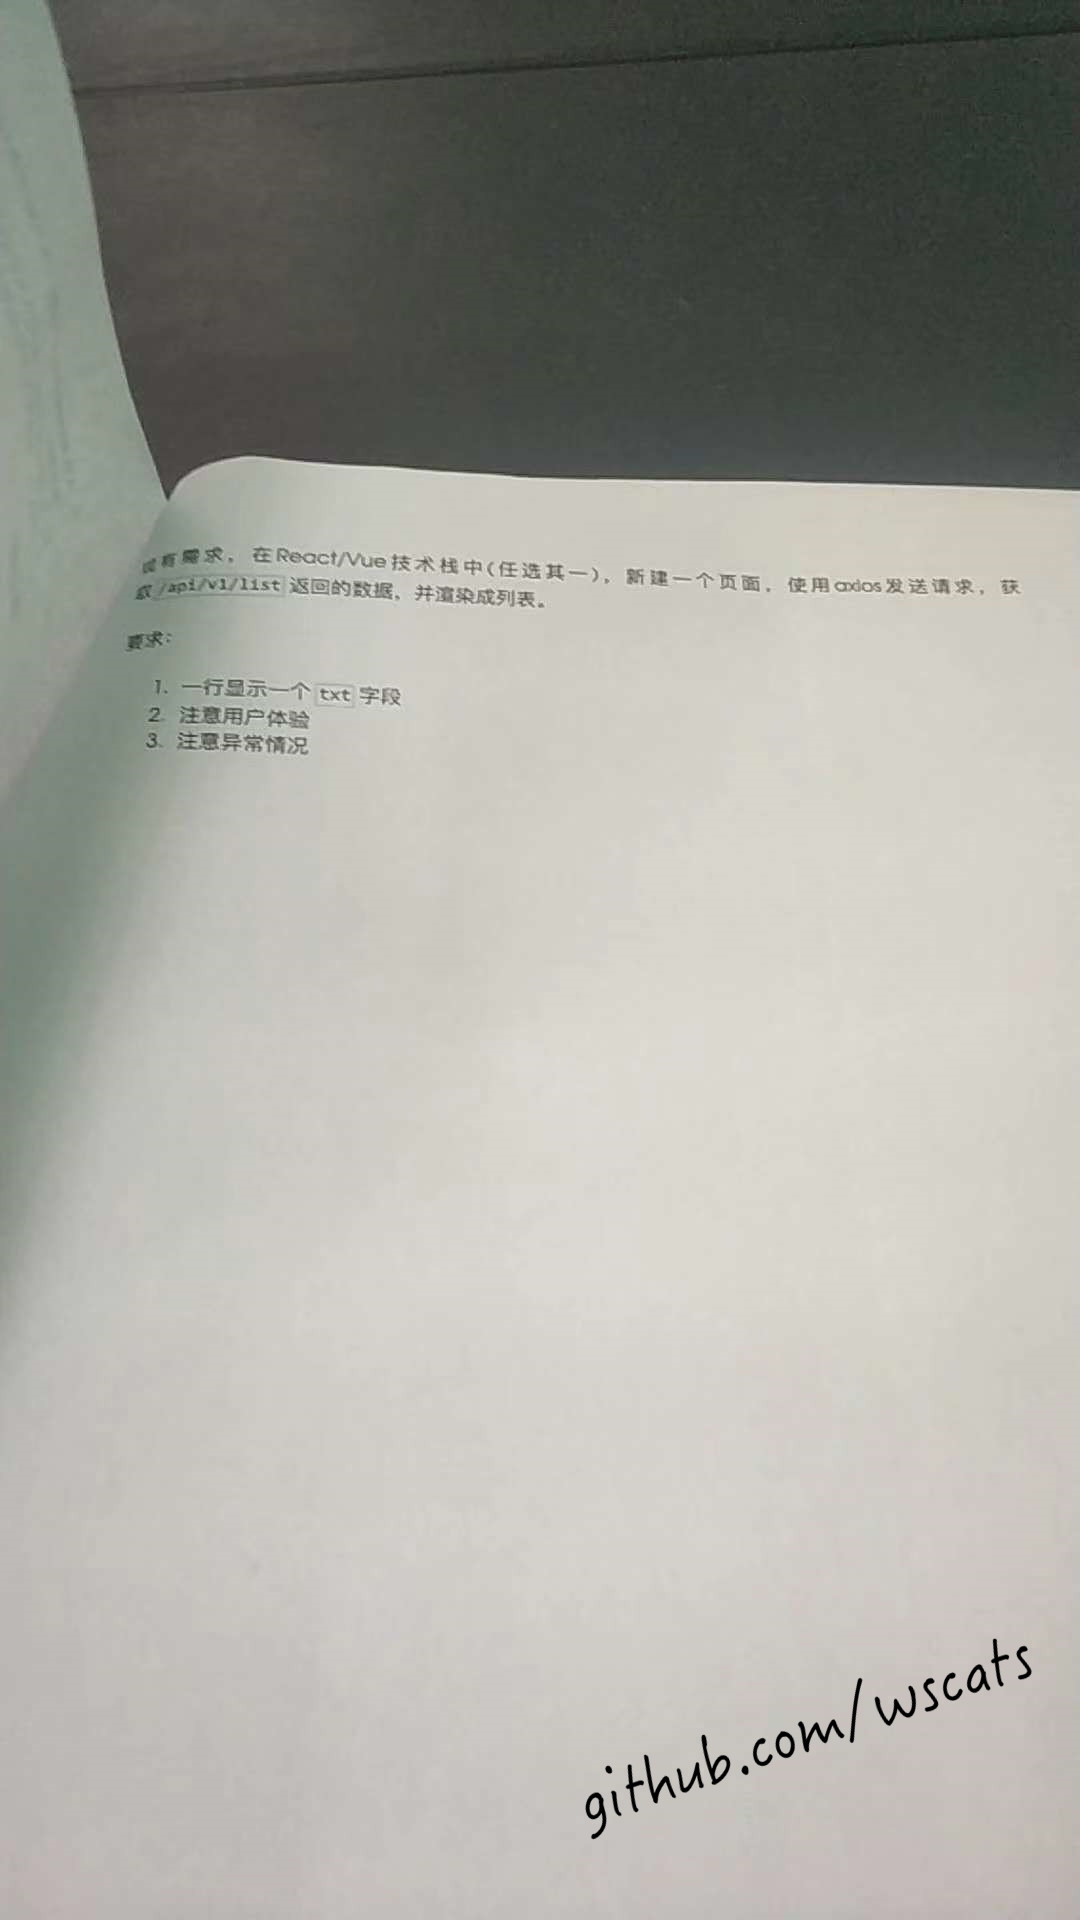 现有需求，在React/Vue技术栈中(任选其一)，新建一个页面，使用axios发送请求，获
取 /api/v1/list 返回的数据，并渲染成列表。
要求：
1. 一行显示一个 txt 字段
2. 注意用户体验
3. 注意异常情况
github.com/wscats